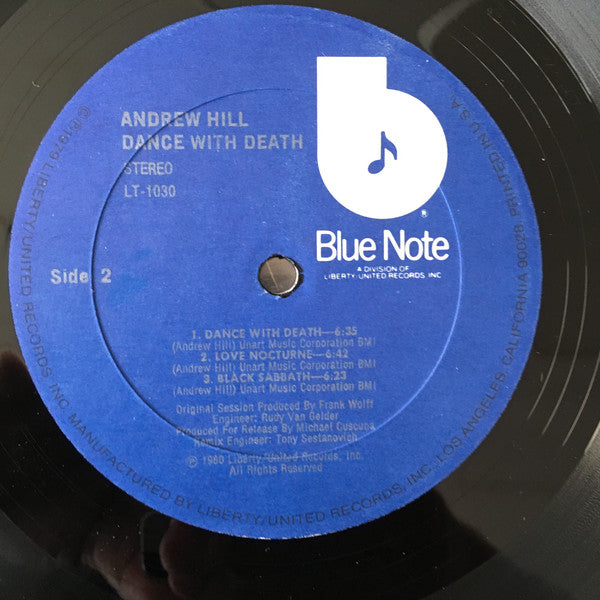 ANDREW HILL
DANCE WITH DEATH
STEREO
LT-1030
®
Blue Note
A DIVISION OF
LIBERTY/UNITED RECORDS, INC
Side 2
1. DANCE WITH DEATH—6:35
(Andrew Hill) Unart Music Corporation BMI
2. LOVE NOCTURNE—6:42
(Andrew Hill) Unart Music Corporation BMI
3. BLACK SABBATH—6:23
(Andrew Hill) Unart Music Corporation BMI
Original Session Produced By Frank Wolff
Engineer: Rudy Van Gelder
Produced For Release By Michael Cuscuna
Remix Engineer: Tony Sestanovich
℗ 1980 Liberty/United Records, Inc.
All Rights Reserved
1979 LIBERTY/UNITED RECORDS, INC. MANUFACTURED BY LIBERTY/UNITED RECORDS, INC., LOS ANGELES, CALIFORNIA 90028 PRINTED IN U.S.A.